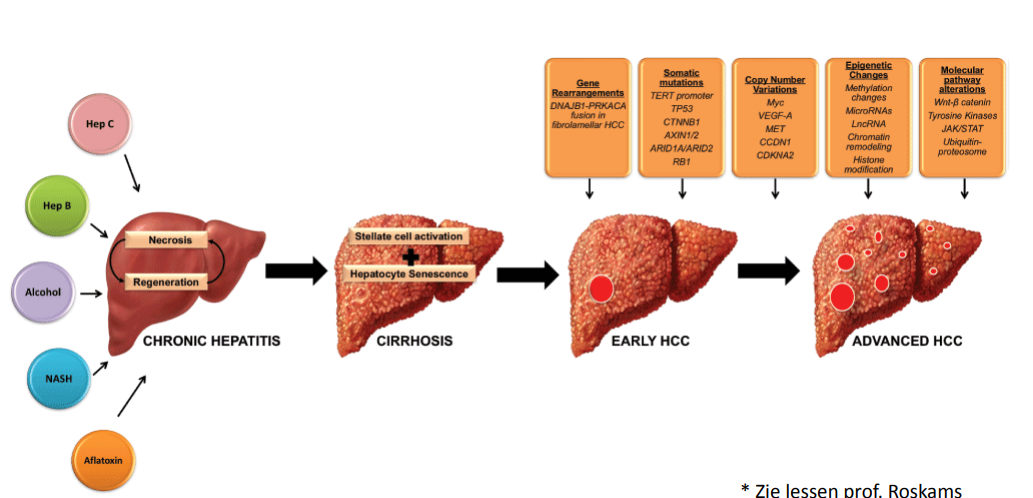 Hep C
Hep B
Alcohol
NASH
Aflatoxin
Necrosis
Regeneration
CHRONIC HEPATITIS
Stellate cell activation
+
Hepatocyte Senescence
CIRRHOSIS
Gene
Rearrangements
DNAJB1-PRKACA
fusion in
fibrolamellar HCC
Somatic
mutations
TERT promoter
TP53
CTNNB1
AXIN1/2
ARID1A/ARID2
RB1
Copy Number
Variations
Myc
VEGF-A
MET
CCDN1
CDKNA2
Epigenetic
Changes
Methylation
changes
MicroRNAs
LncRNA
Chromatin
remodeling
Histone
modification
Molecular
pathway
alterations
Wnt-β catenin
Tyrosine Kinases
JAK/STAT
Ubiquitin-
proteosome
EARLY HCC
ADVANCED HCC
* Zie lessen prof. Roskams